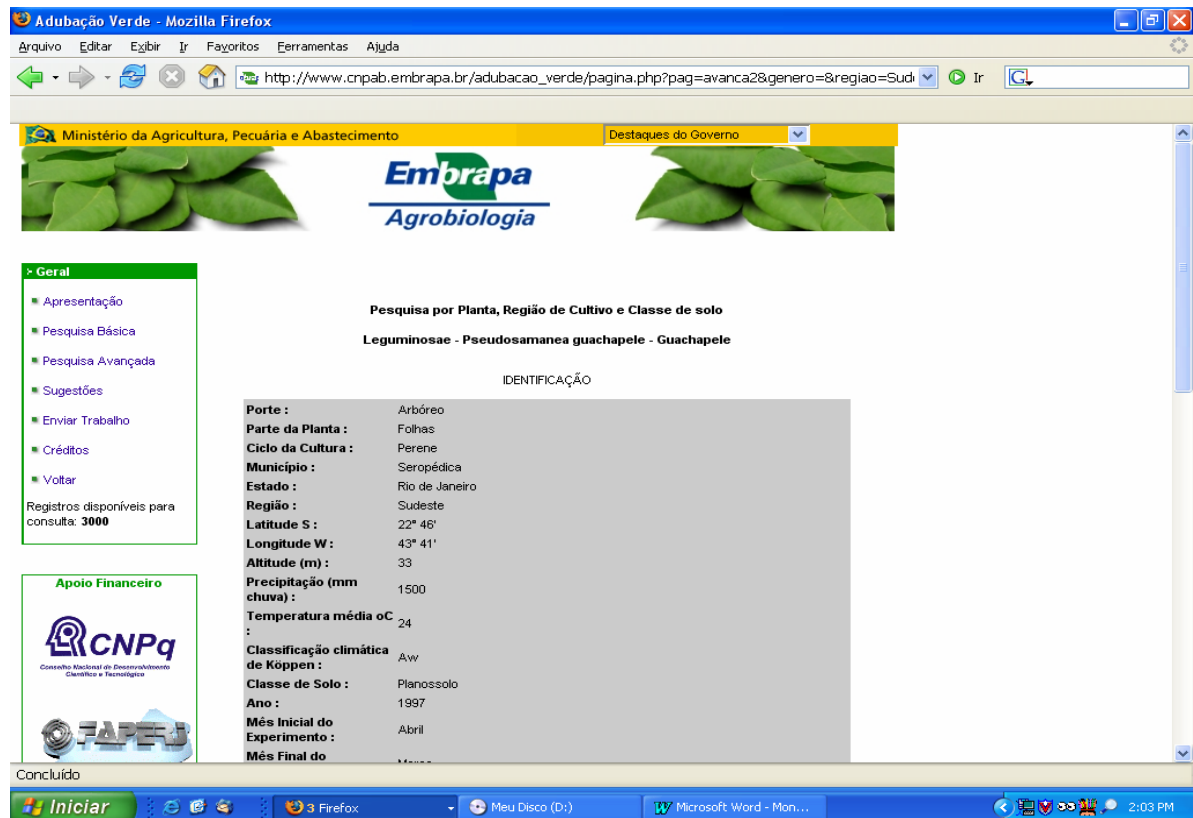 Adubação Verde - Mozilla Firefox
Arquivo Editar Exibir Ir Favoritos Ferramentas Ajuda
http://www.cnpab.embrapa.br/adubacao_verde/pagina.php?pag=avanca2&genero=&regiao=Sud
Ir
G
Ministério da Agricultura, Pecuária e Abastecimento
Destaques do Governo
Embrapa
Agrobiologia
> Geral
Apresentação
Pesquisa Básica
Pesquisa Avançada
Sugestões
Enviar Trabalho
Créditos
Voltar
Registros disponíveis para
consulta: 3000
Apoio Financeiro
CNPq
Conselho Nacional de Desenvolvimento
Científico e Tecnológico
FAPERJ
Pesquisa por Planta, Região de Cultivo e Classe de solo
Leguminosae - Pseudosamanea guachapele - Guachapele
IDENTIFICAÇÃO
Porte : Arbóreo
Parte da Planta : Folhas
Ciclo da Cultura : Perene
Município : Seropédica
Estado : Rio de Janeiro
Região : Sudeste
Latitude S : 22º 46'
Longitude W : 43º 41'
Altitude (m) : 33
Precipitação (mm
chuva) : 1500
Temperatura média oC
: 24
Classificação climática
de Köppen : Aw
Classe de Solo : Planossolo
Ano : 1997
Mês Inicial do
Experimento : Abril
Mês Final do
Concluído
Iniciar
3 Firefox
Meu Disco (D:)
Microsoft Word - Mon...
2:03 PM